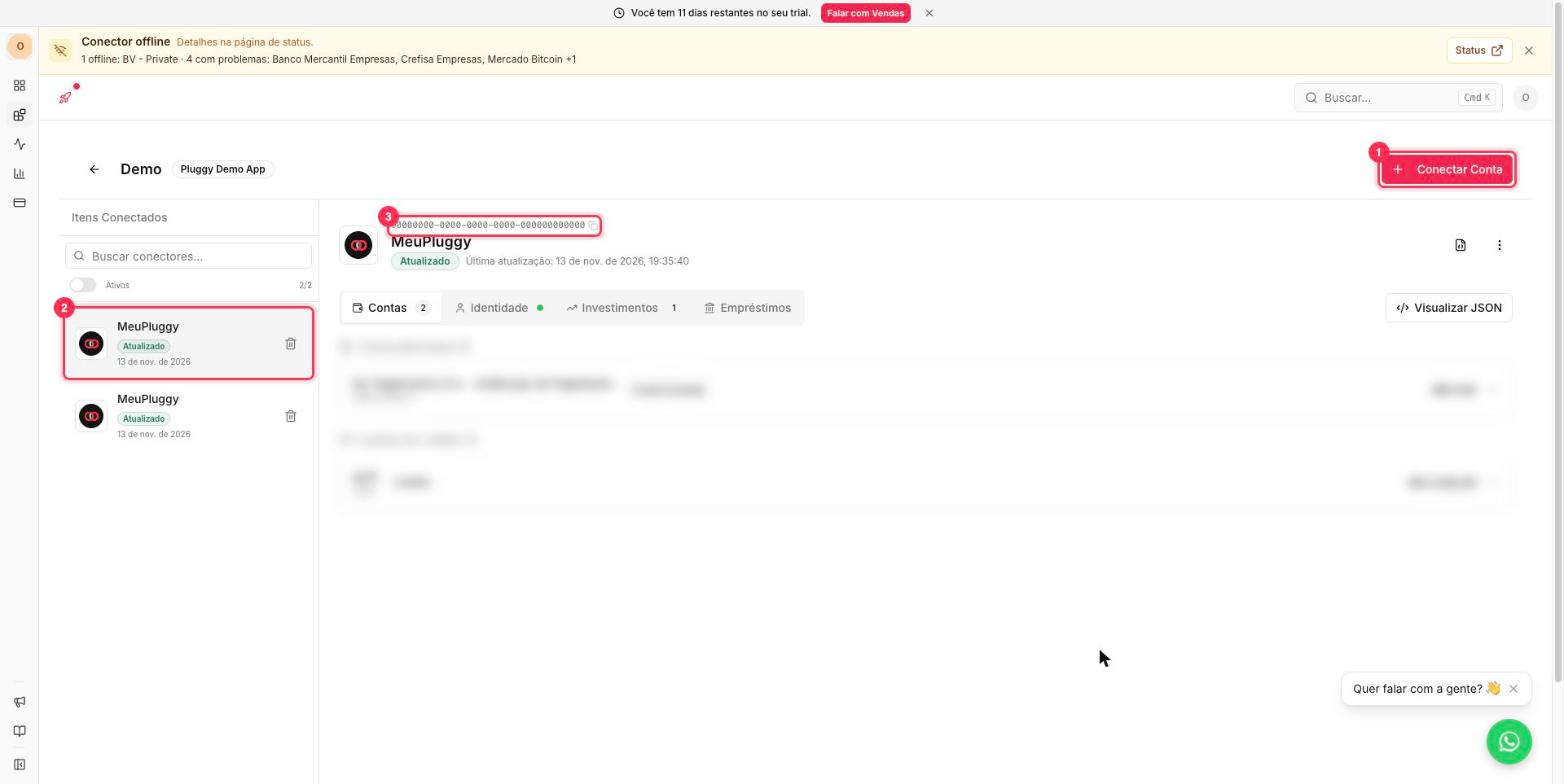 Você tem 11 dias restantes no seu trial.
Falar com Vendas
O
Conector offline Detalhes na página de status.
1 offline: BV - Private · 4 com problemas: Banco Mercantil Empresas, Crefisa Empresas, Mercado Bitcoin +1
Status
Buscar...
Cmd K
O
Demo
Pluggy Demo App
1
Conectar Conta
Itens Conectados
Buscar conectores...
Ativos
2/2
2
MeuPluggy
Atualizado
13 de nov. de 2026
MeuPluggy
Atualizado
13 de nov. de 2026
3
00000000-0000-0000-0000-000000000000
MeuPluggy
Atualizado
Última atualização: 13 de nov. de 2026, 19:35:40
Contas 2
Identidade
Investimentos 1
Empréstimos
Visualizar JSON
Quer falar com a gente? 👋